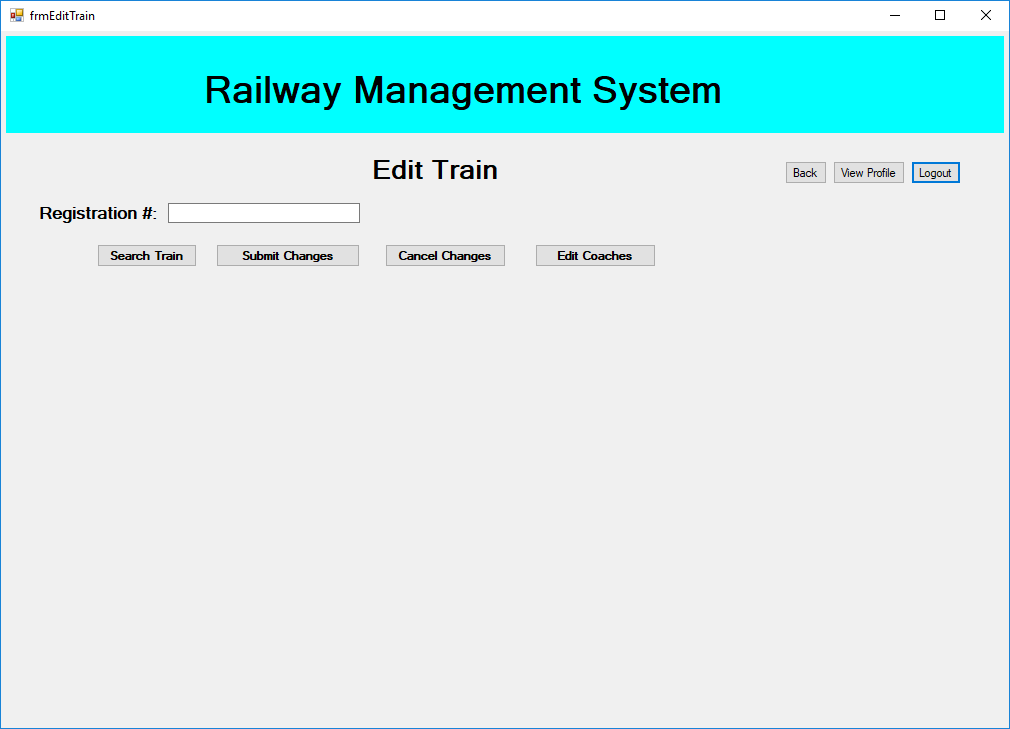 frmEditTrain
Railway Management System
Edit Train
Back View Profile Logout
Registration #:
Search Train Submit Changes Cancel Changes Edit Coaches